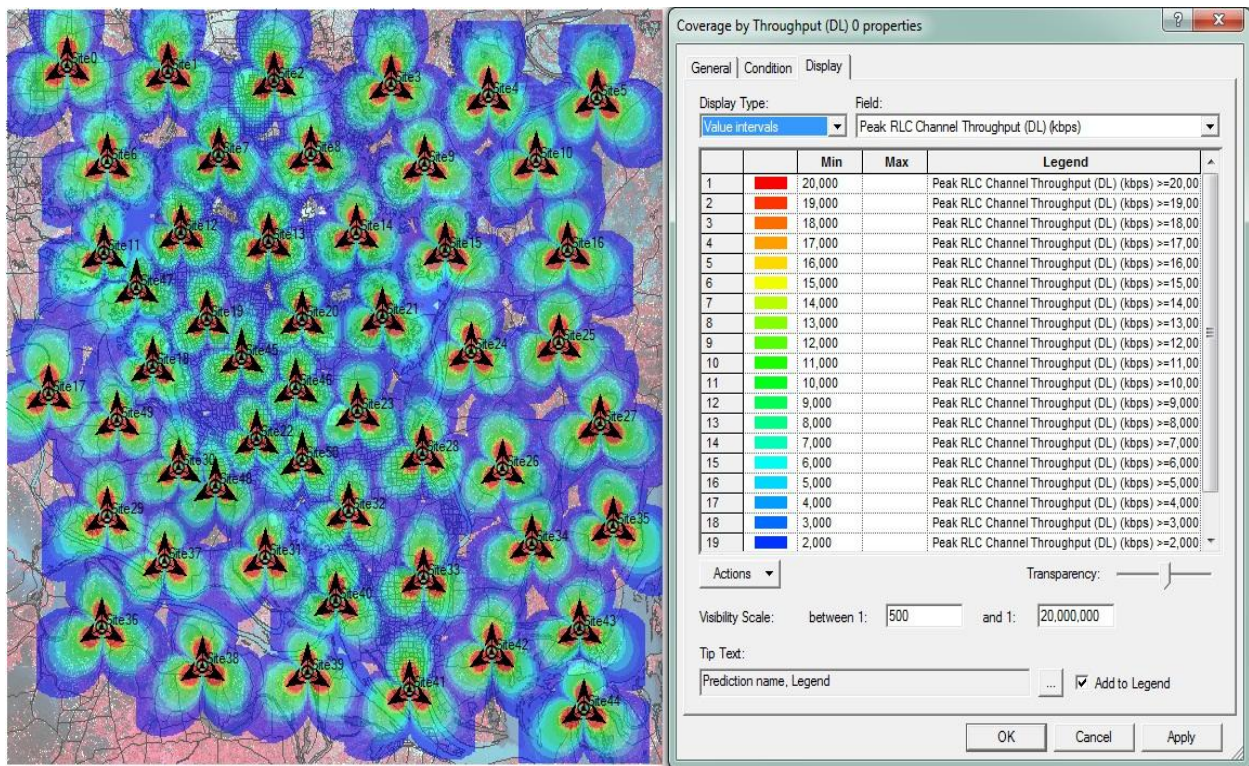 Site0
Site1
Site2
Site3
Site4
Site5
Site6
Site7
Site9
Site10
Site11
Site12
Site14
Site15
Site16
Site47
Site20
Site21
Site24
Site25
Site17
Site46
Site23
Site27
Site28
Site26
Site29
Site32
Site35
Site34
Site37
Site31
Site33
Site40
Site36
Site38
Site39
Site41
Site42
Site43
Site44
Coverage by Throughput (DL) 0 properties
General Condition Display
Display Type: Field:
Value intervals Peak RLC Channel Throughput (DL) (kbps)
Min Max Legend
1 20,000 Peak RLC Channel Throughput (DL) (kbps) >=20,00
2 19,000 Peak RLC Channel Throughput (DL) (kbps) >=19,00
3 18,000 Peak RLC Channel Throughput (DL) (kbps) >=18,00
4 17,000 Peak RLC Channel Throughput (DL) (kbps) >=17,00
5 16,000 Peak RLC Channel Throughput (DL) (kbps) >=16,00
6 15,000 Peak RLC Channel Throughput (DL) (kbps) >=15,00
7 14,000 Peak RLC Channel Throughput (DL) (kbps) >=14,00
8 13,000 Peak RLC Channel Throughput (DL) (kbps) >=13,00
9 12,000 Peak RLC Channel Throughput (DL) (kbps) >=12,00
10 11,000 Peak RLC Channel Throughput (DL) (kbps) >=11,00
11 10,000 Peak RLC Channel Throughput (DL) (kbps) >=10,00
12 9,000 Peak RLC Channel Throughput (DL) (kbps) >=9,000
13 8,000 Peak RLC Channel Throughput (DL) (kbps) >=8,000
14 7,000 Peak RLC Channel Throughput (DL) (kbps) >=7,000
15 6,000 Peak RLC Channel Throughput (DL) (kbps) >=6,000
16 5,000 Peak RLC Channel Throughput (DL) (kbps) >=5,000
17 4,000 Peak RLC Channel Throughput (DL) (kbps) >=4,000
18 3,000 Peak RLC Channel Throughput (DL) (kbps) >=3,000
19 2,000 Peak RLC Channel Throughput (DL) (kbps) >=2,000
Actions Transparency:
Visibility Scale: between 1: 500 and 1: 20,000,000
Tip Text:
Prediction name, Legend ... Add to Legend
OK Cancel Apply